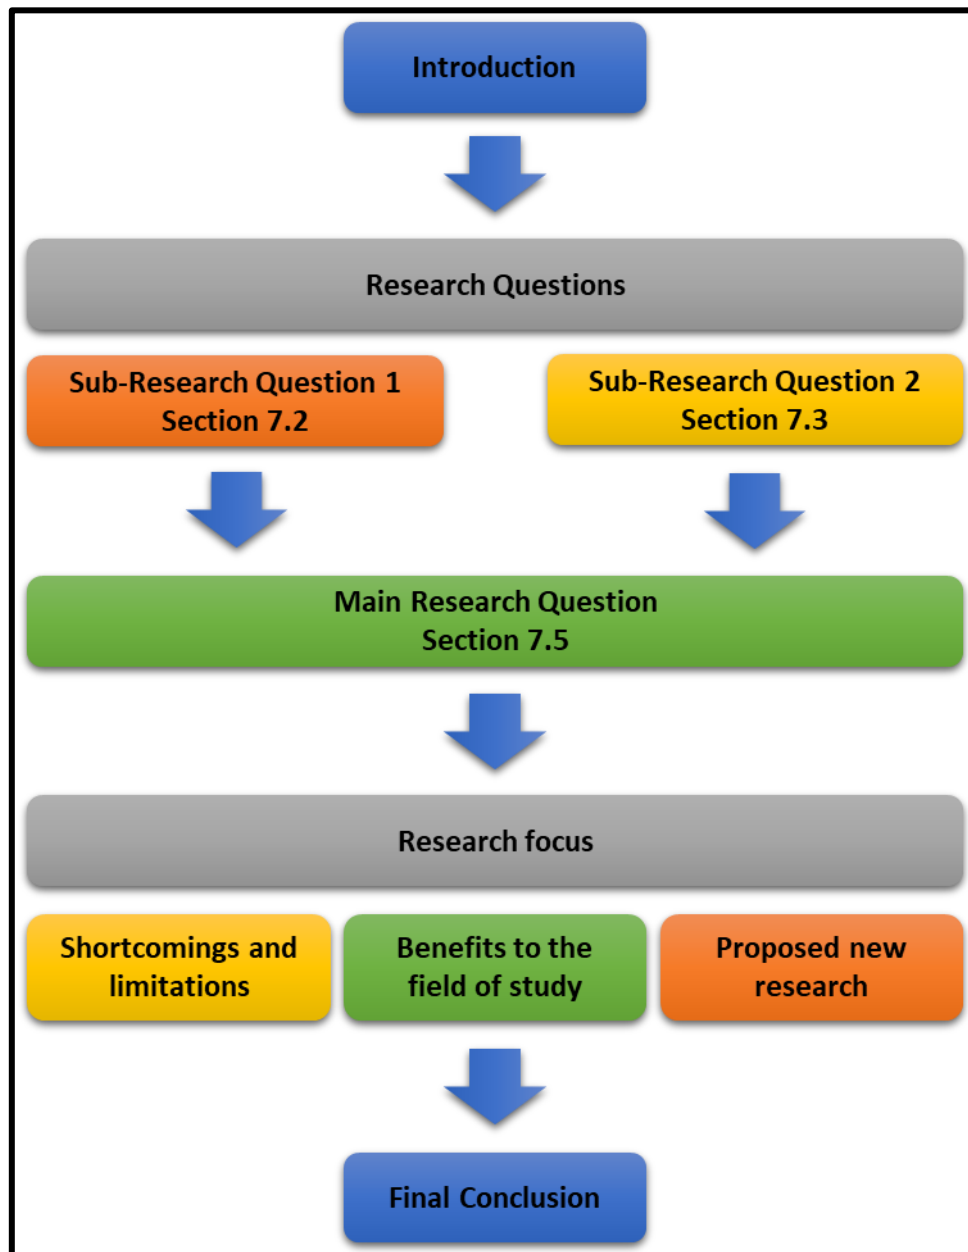 Introduction
Research Questions
Sub-Research Question 1
Section 7.2
Sub-Research Question 2
Section 7.3
Main Research Question
Section 7.5
Research focus
Shortcomings and
limitations
Benefits to the
field of study
Proposed new
research
Final Conclusion